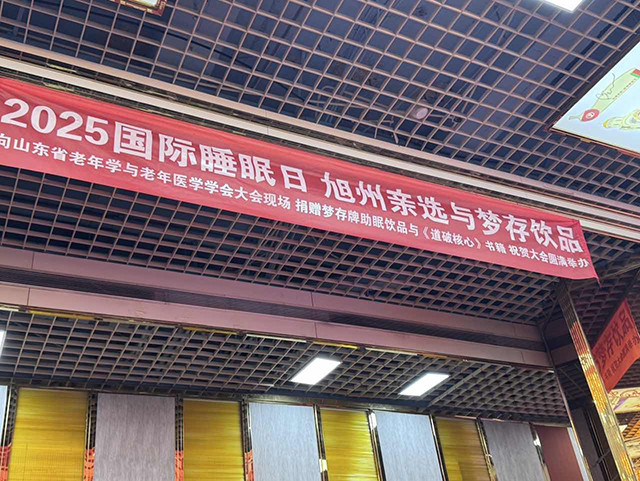 2025国际睡眠日 旭州亲选与梦存饮品
向山东省老年学与老年医学学会大会现场 捐赠梦存牌助眠饮品与《道破核心》书籍 祝贺大会圆满举办